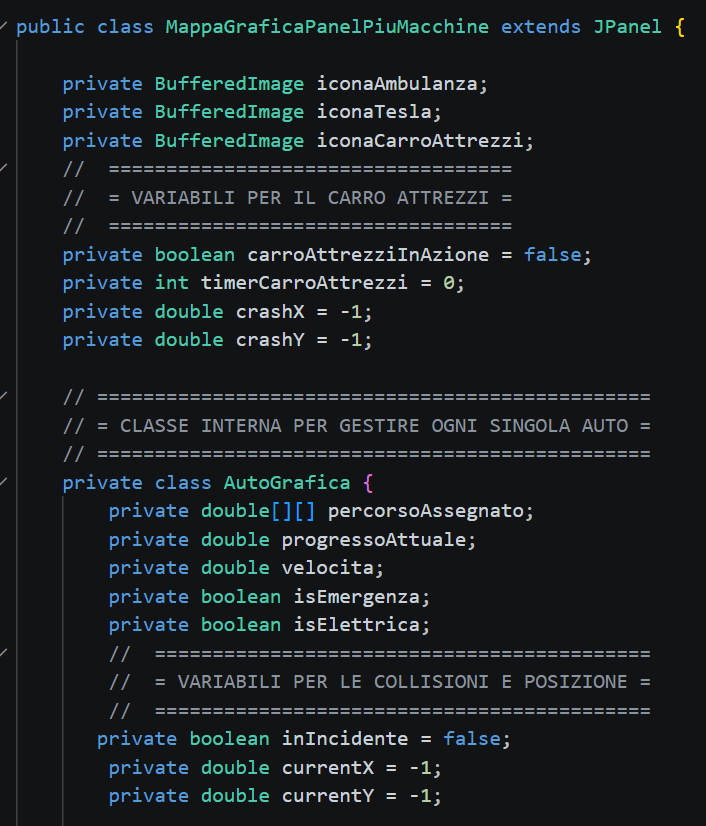 public class MappaGraficaPanelPiuMacchine extends JPanel {
private BufferedImage iconaAmbulanza;
private BufferedImage iconaTesla;
private BufferedImage iconaCarroAttrezzi;
//  ===================================
//  = VARIABILI PER IL CARRO ATTREZZI =
//  ===================================
private boolean carroAttrezziInAzione = false;
private int timerCarroAttrezzi = 0;
private double crashX = -1;
private double crashY = -1;
// ================================================
// = CLASSE INTERNA PER GESTIRE OGNI SINGOLA AUTO =
// ================================================
private class AutoGrafica {
private double[][] percorsoAssegnato;
private double progressoAttuale;
private double velocita;
private boolean isEmergenza;
private boolean isElettrica;
//  ===========================================
//  = VARIABILI PER LE COLLISIONI E POSIZIONE =
//  ===========================================
private boolean inIncidente = false;
private double currentX = -1;
private double currentY = -1;